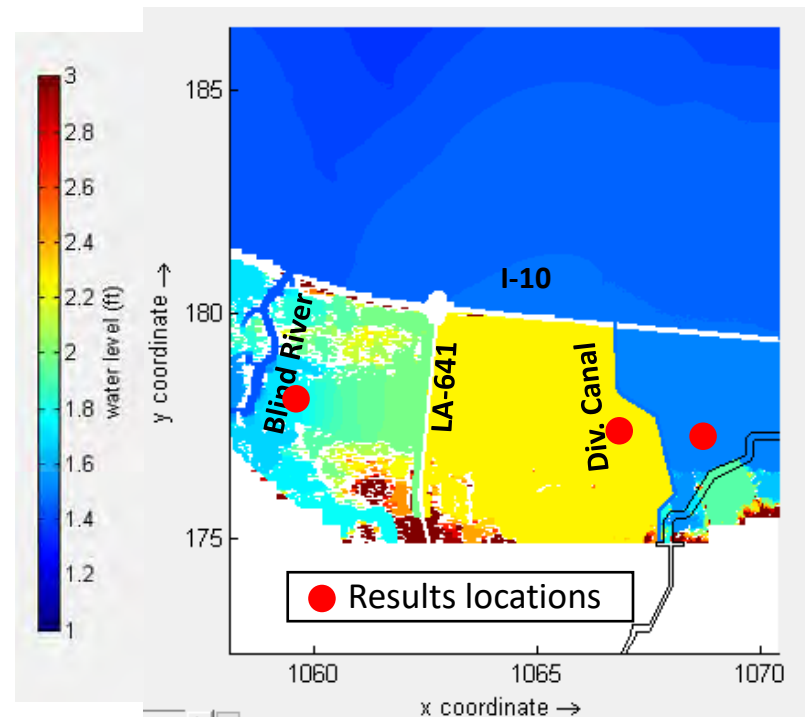 3
2.8
2.6
2.4
2.2
2
1.8
1.6
1.4
1.2
1
water level (ft)
185
180
175
y coordinate →
I-10
Blind River
LA-641
Div. Canal
Results locations
1060
1065
1070
x coordinate →